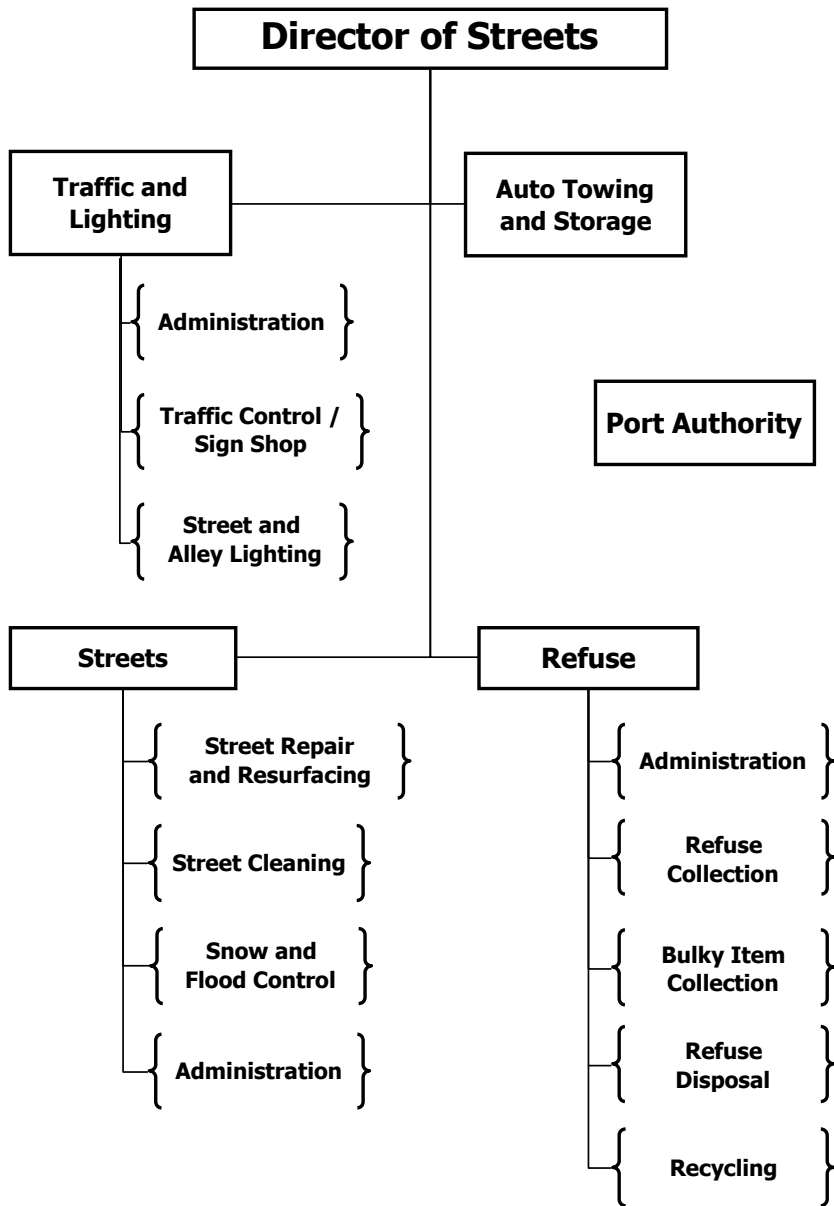 Director of Streets
Traffic and
Lighting
Auto Towing
and Storage
Administration
Traffic Control /
Sign Shop
Street and
Alley Lighting
Port Authority
Streets
Refuse
Street Repair
and Resurfacing
Street Cleaning
Snow and
Flood Control
Administration
Administration
Refuse
Collection
Bulky Item
Collection
Refuse
Disposal
Recycling